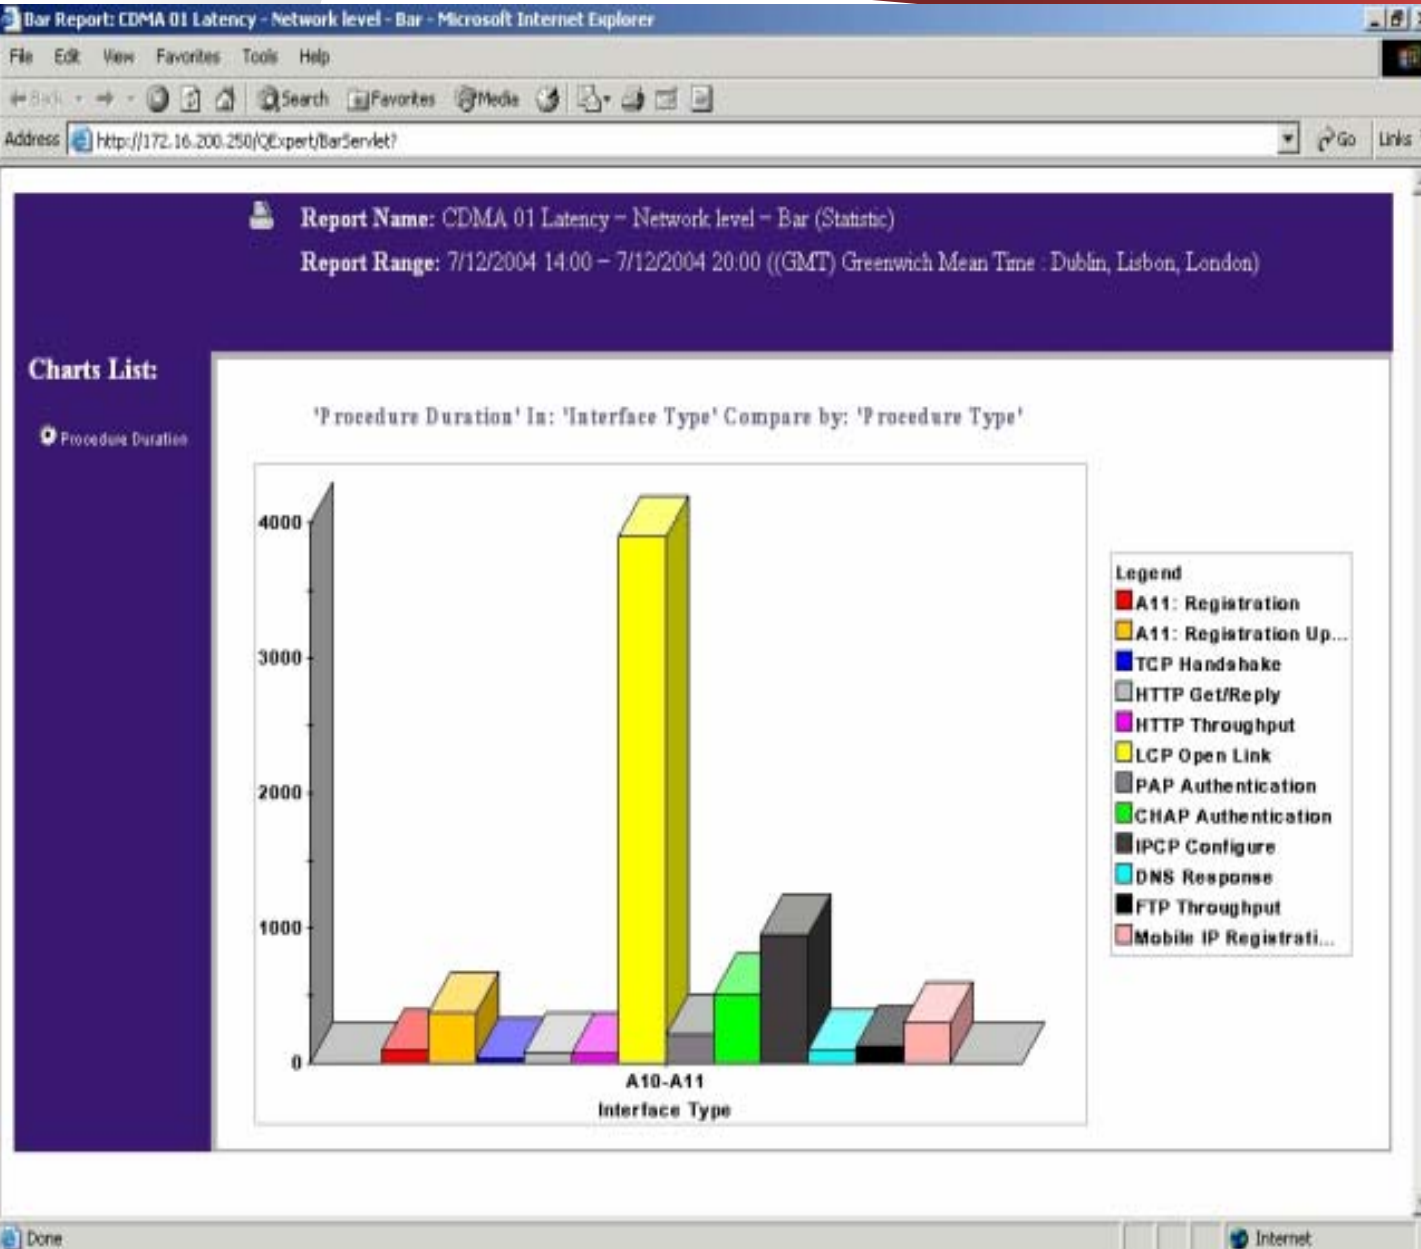 Bar Report: CDMA 01 Latency - Network level - Bar - Microsoft Internet Explorer
File Edit View Favorites Tools Help
Back Search Favorites Media
Address http://172.16.200.250/QExpert/BarServlet? Go Links
Report Name: CDMA 01 Latency - Network level - Bar (Statistic)
Report Range: 7/12/2004 14:00 - 7/12/2004 20:00 ((GMT) Greenwich Mean Time : Dublin, Lisbon, London)
Charts List:
Procedure Duration
'Procedure Duration' In: 'Interface Type' Compare by: 'Procedure Type'
4000
3000
2000
1000
0
A10-A11
Interface Type
Legend
A11: Registration
A11: Registration Up...
TCP Handshake
HTTP Get/Reply
HTTP Throughput
LCP Open Link
PAP Authentication
CHAP Authentication
IPCP Configure
DNS Response
FTP Throughput
Mobile IP Registrati...
Done Internet